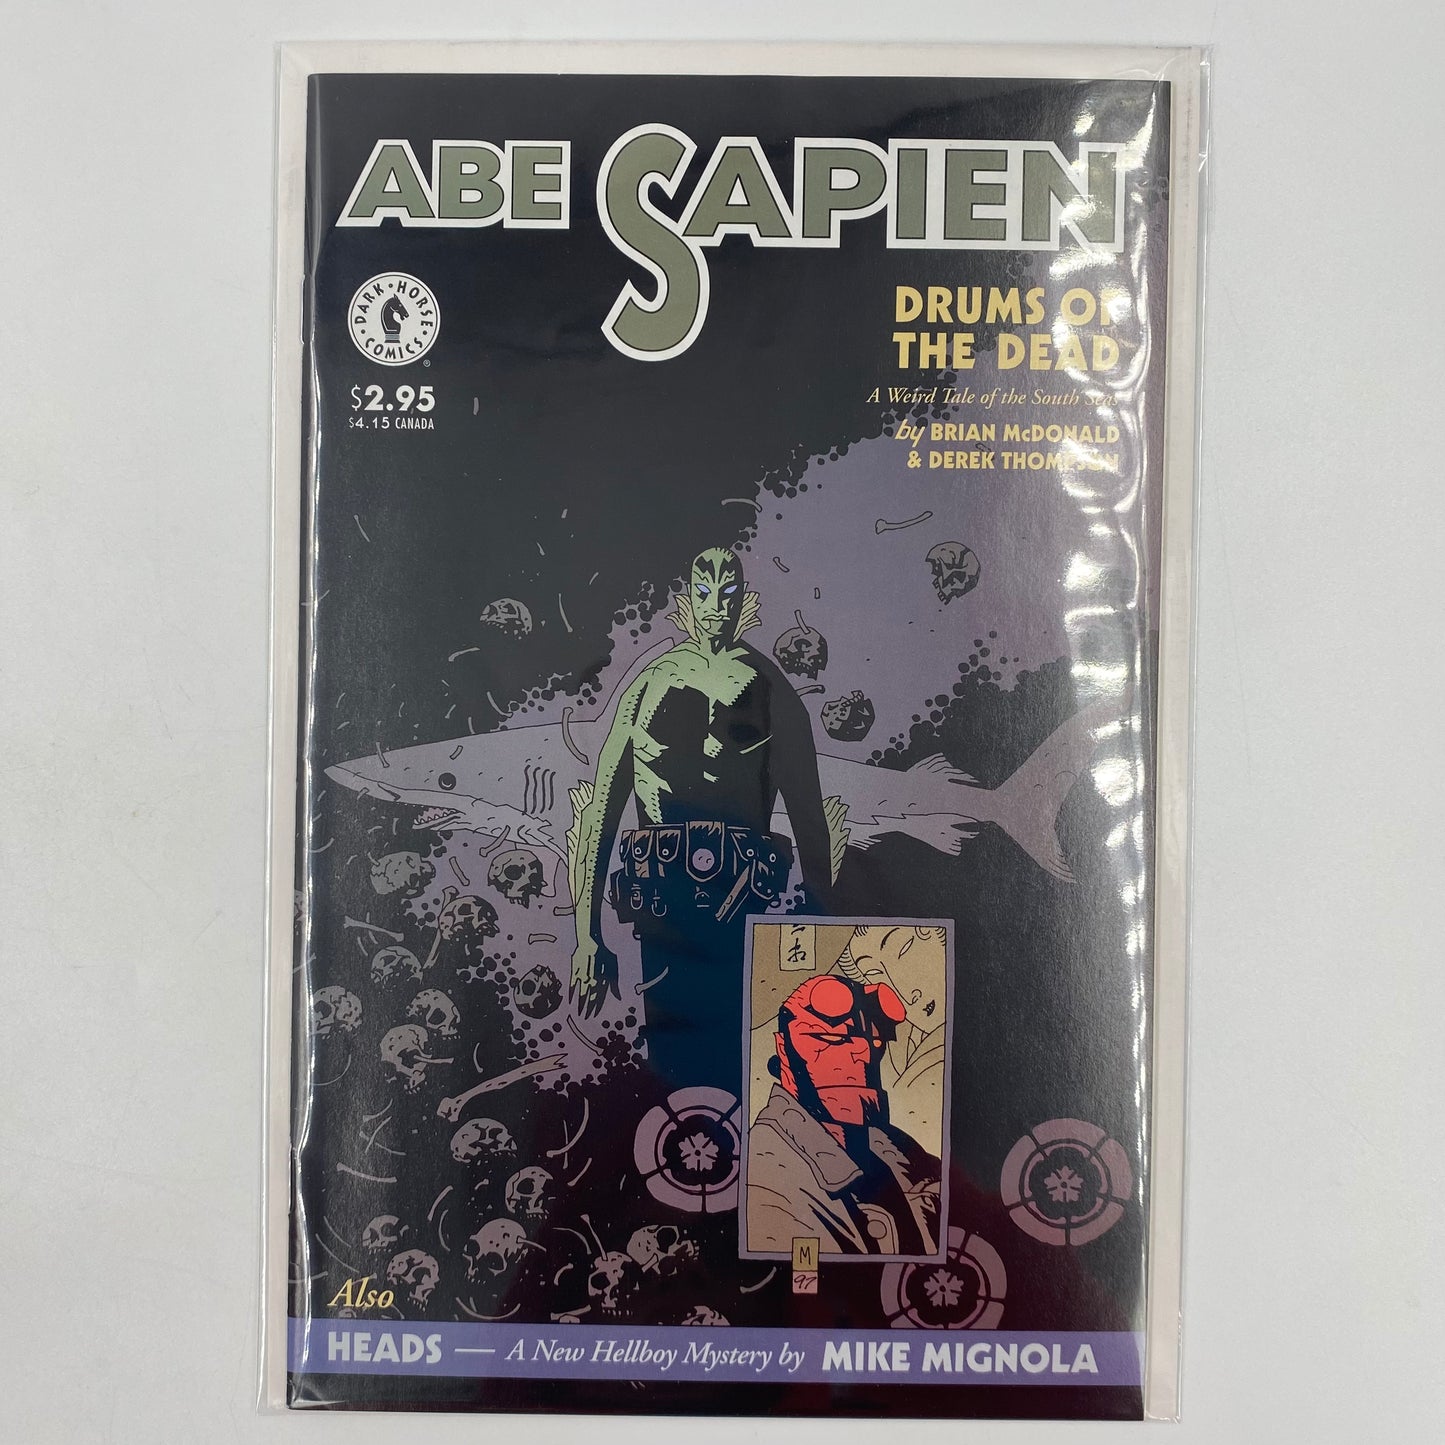 ABE SAPIEN
DARK • HORSE • COMICS •
®
$2.95
$4.15 CANADA
DRUMS OF
THE DEAD
A Weird Tale of the South Seas
by BRIAN McDONALD
& DEREK THOMPSON
M
97
Also
HEADS — A New Hellboy Mystery by MIKE MIGNOLA